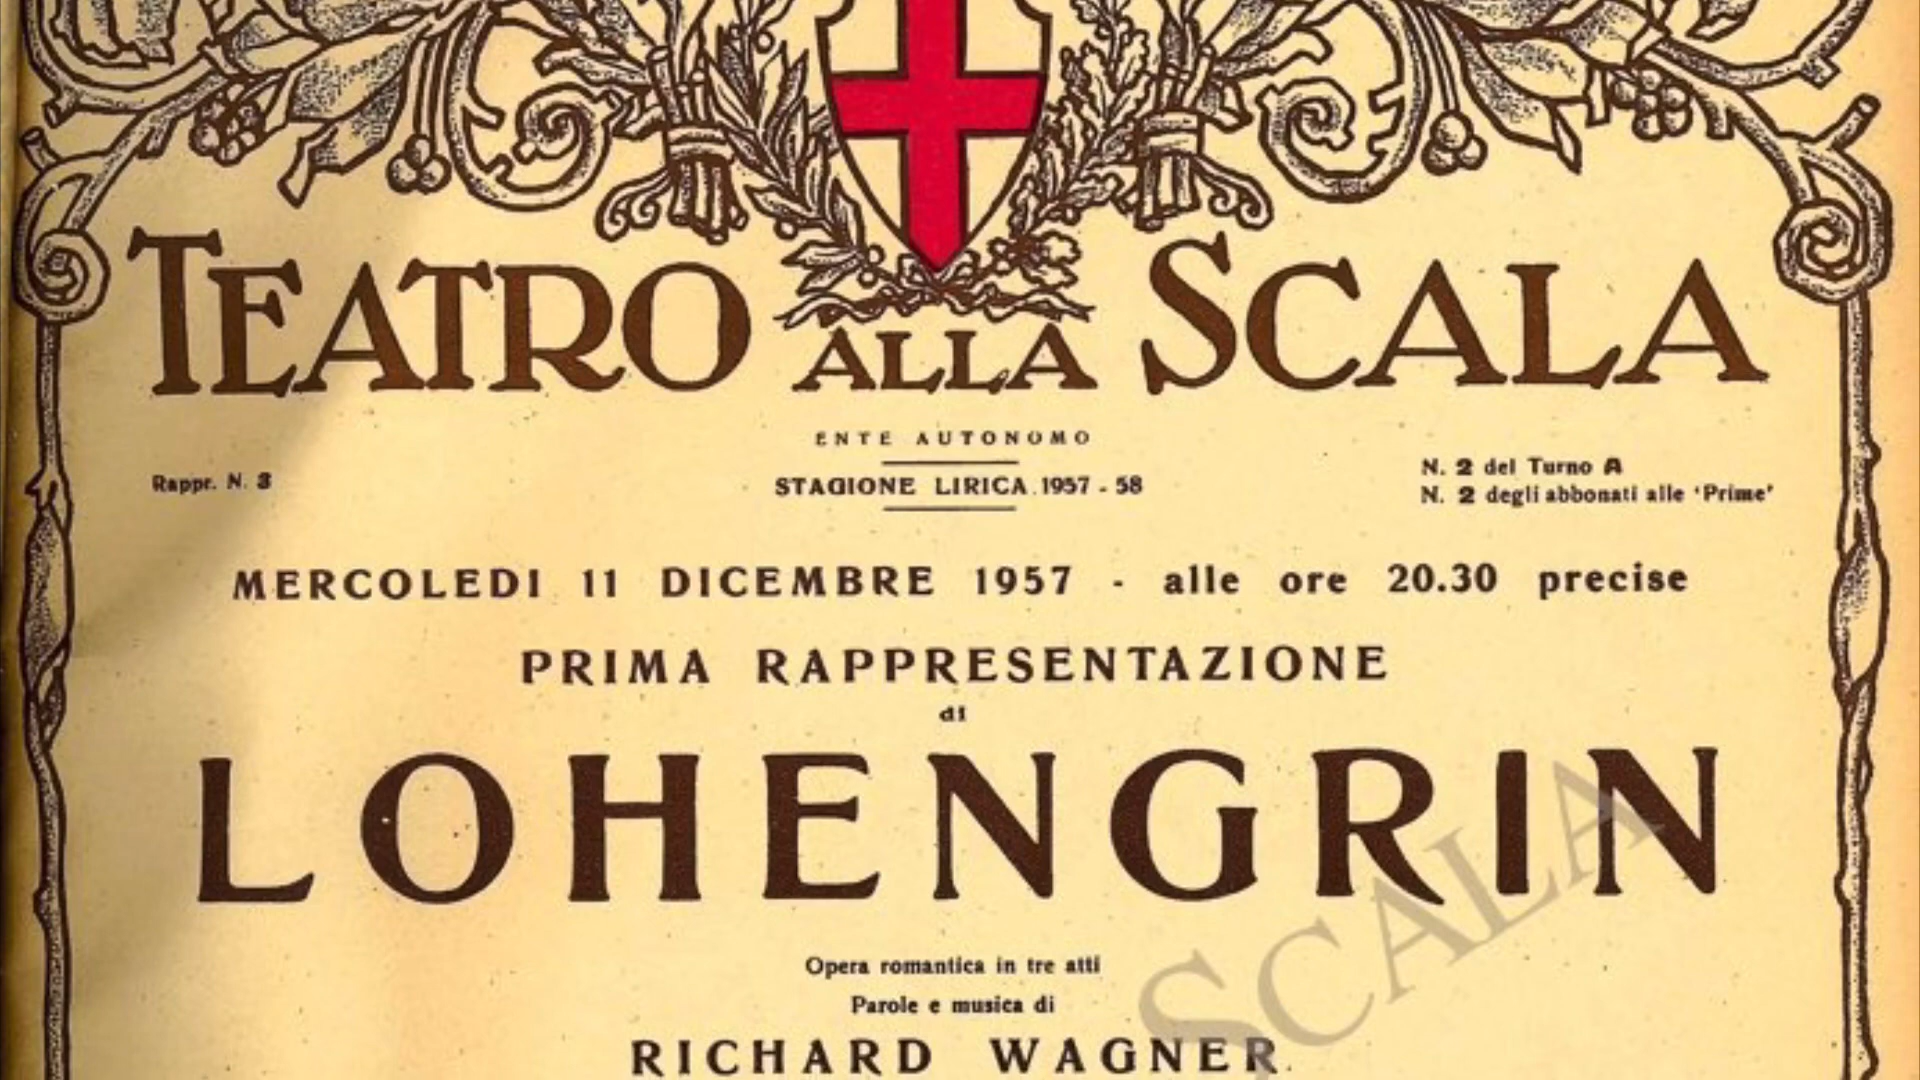 TEATRO ALLA SCALA
ENTE AUTONOMO
Rappr. N. 3
STAGIONE LIRICA 1957 - 58
N. 2 del Turno A
N. 2 degli abbonati alle 'Prime'
MERCOLEDI 11 DICEMBRE 1957 - alle ore 20.30 precise
PRIMA RAPPRESENTAZIONE
di
LOHENGRIN
Opera romantica in tre atti
Parole e musica di
RICHARD WAGNER
SCALA